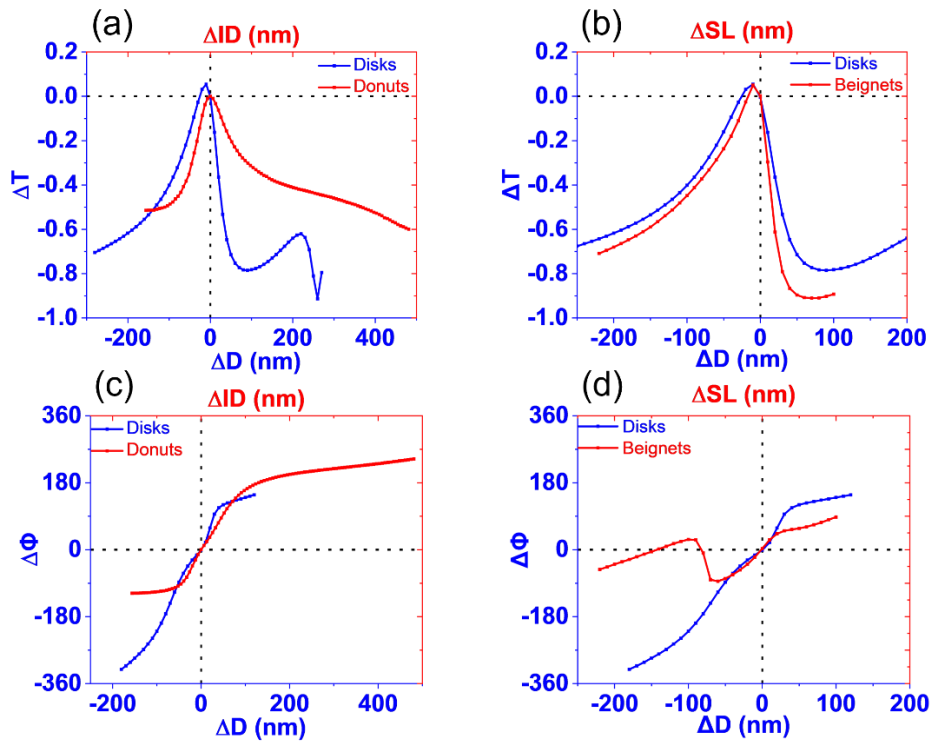 (a)
ΔID (nm)
0.2
0.0
-0.2
-0.4
-0.6
-0.8
-1.0
ΔT
Disks
Donuts
-200 0 200 400
ΔD (nm)
(b)
ΔSL (nm)
0.2
0.0
-0.2
-0.4
-0.6
-0.8
-1.0
ΔT
Disks
Beignets
-200 -100 0 100 200
ΔD (nm)
(c)
ΔID (nm)
360
180
0
-180
-360
ΔΦ
Disks
Donuts
-200 0 200 400
ΔD (nm)
(d)
ΔSL (nm)
360
180
0
-180
-360
ΔΦ
Disks
Beignets
-200 -100 0 100 200
ΔD (nm)